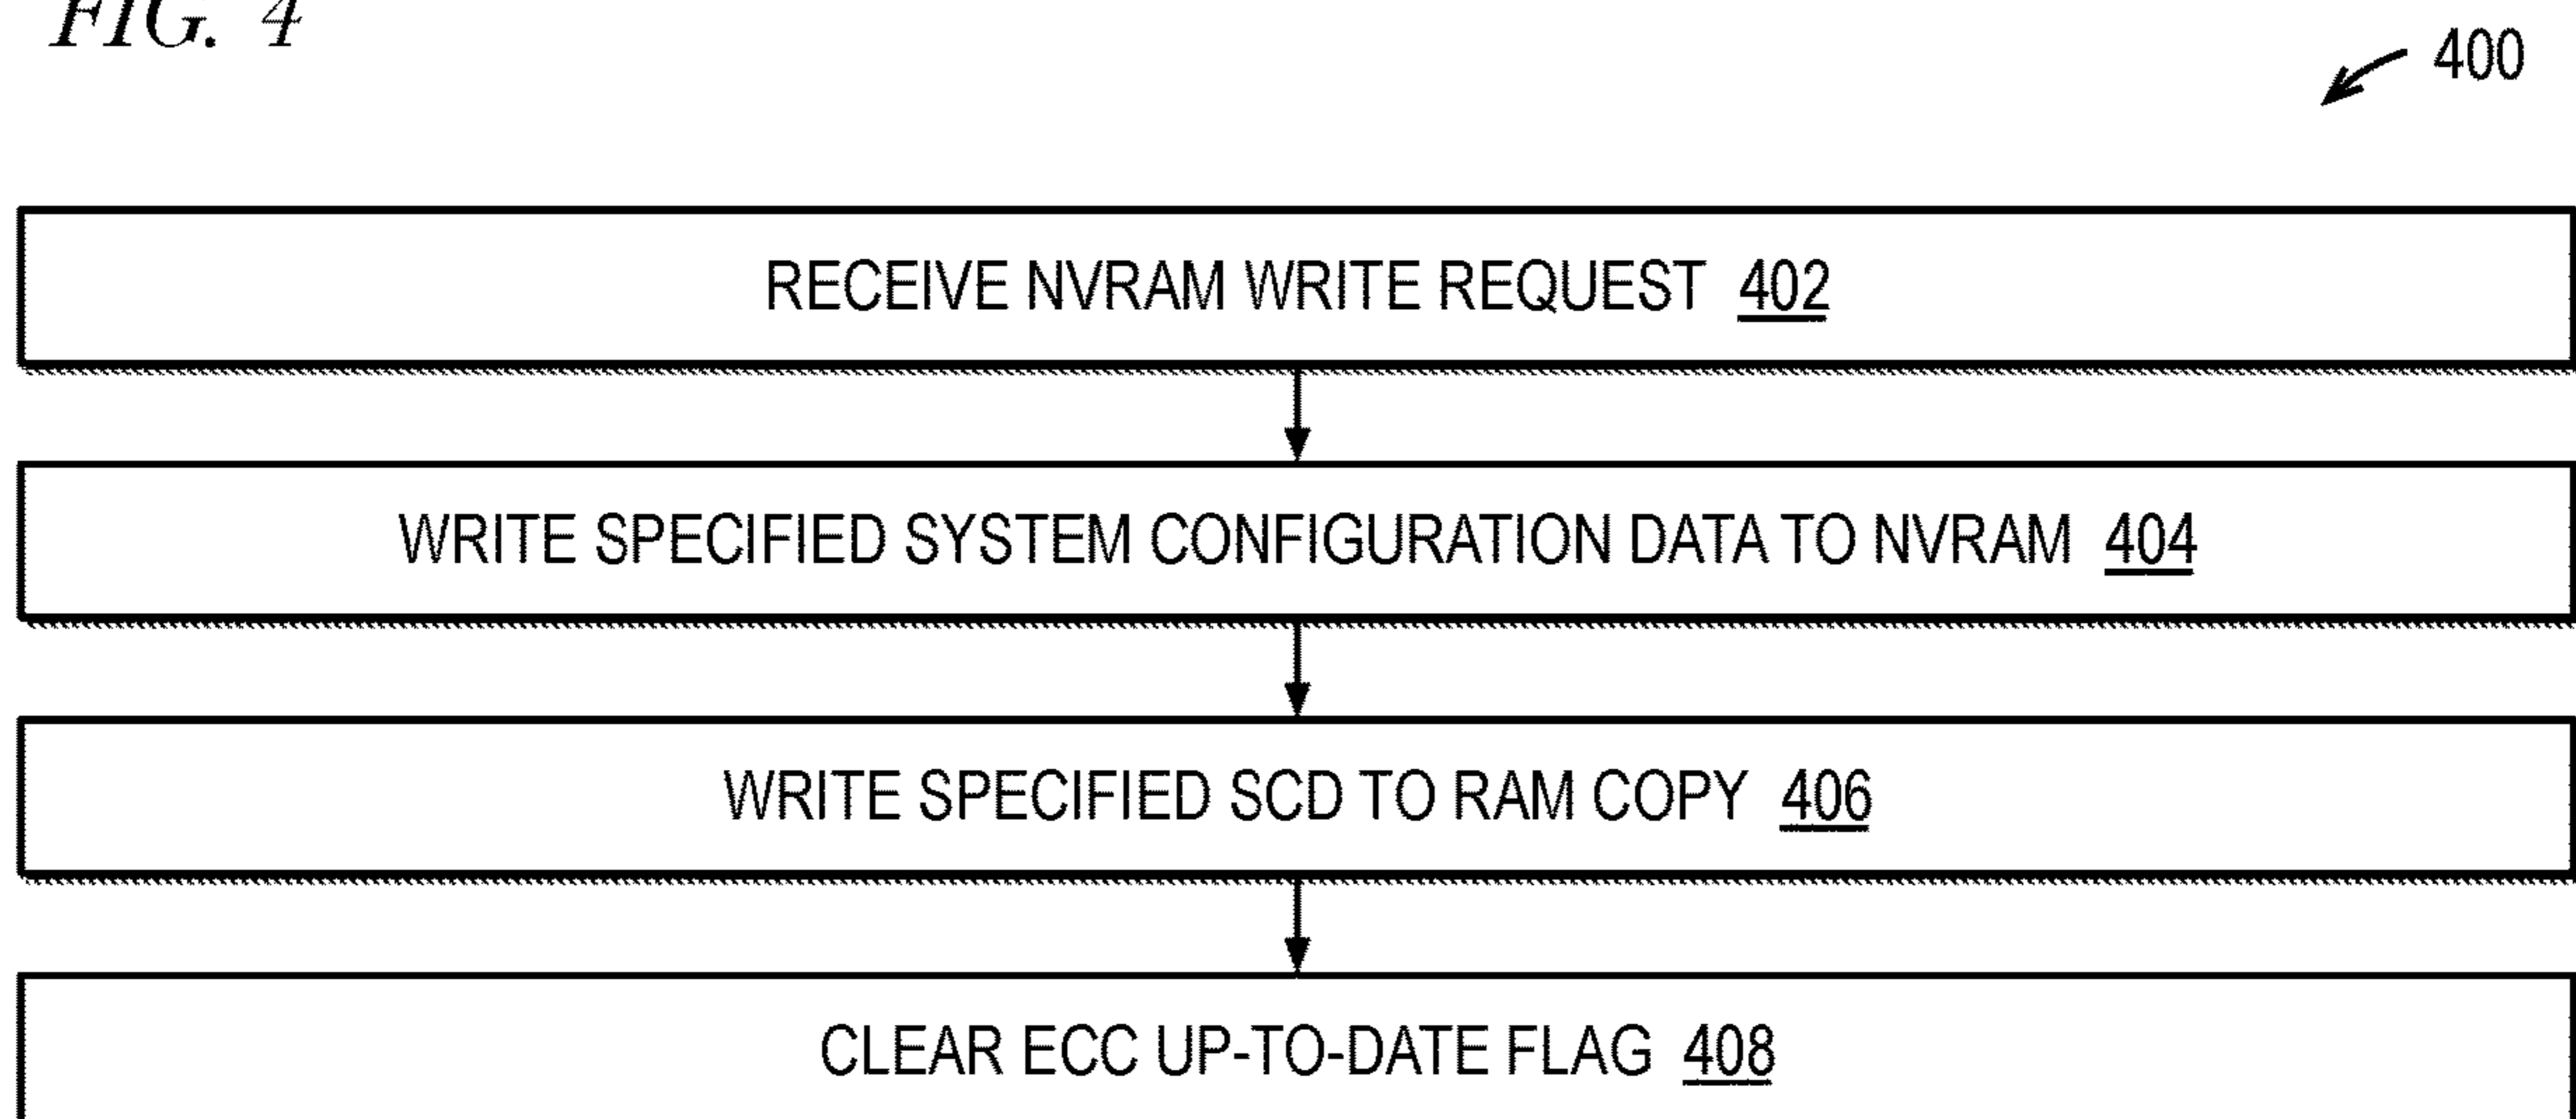 FIG. 4
400
RECEIVE NVRAM WRITE REQUEST 402
WRITE SPECIFIED SYSTEM CONFIGURATION DATA TO NVRAM 404
WRITE SPECIFIED SCD TO RAM COPY 406
CLEAR ECC UP-TO-DATE FLAG 408